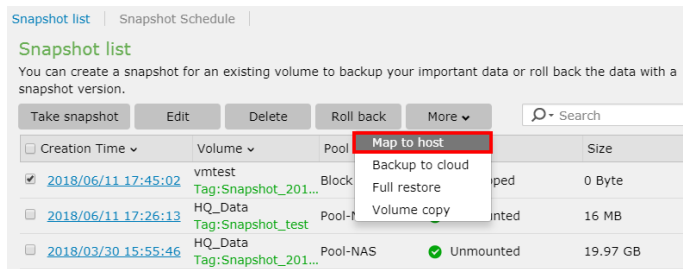 Snapshot list | Snapshot Schedule |
Snapshot list
You can create a snapshot for an existing volume to backup your important data or roll back the data with a
snapshot version.
Take snapshot Edit Delete Roll back More Search
Creation Time Volume Pool Size
Map to host
Backup to cloud
Full restore
Volume copy
2018/06/11 17:45:02 vmtest Block pped 0 Byte
Tag:Snapshot_201...
2018/06/11 17:26:13 HQ_Data Pool-N nted 16 MB
Tag:Snapshot_test
2018/03/30 15:55:46 HQ_Data Pool-NAS Unmounted 19.97 GB
Tag:Snapshot_201...